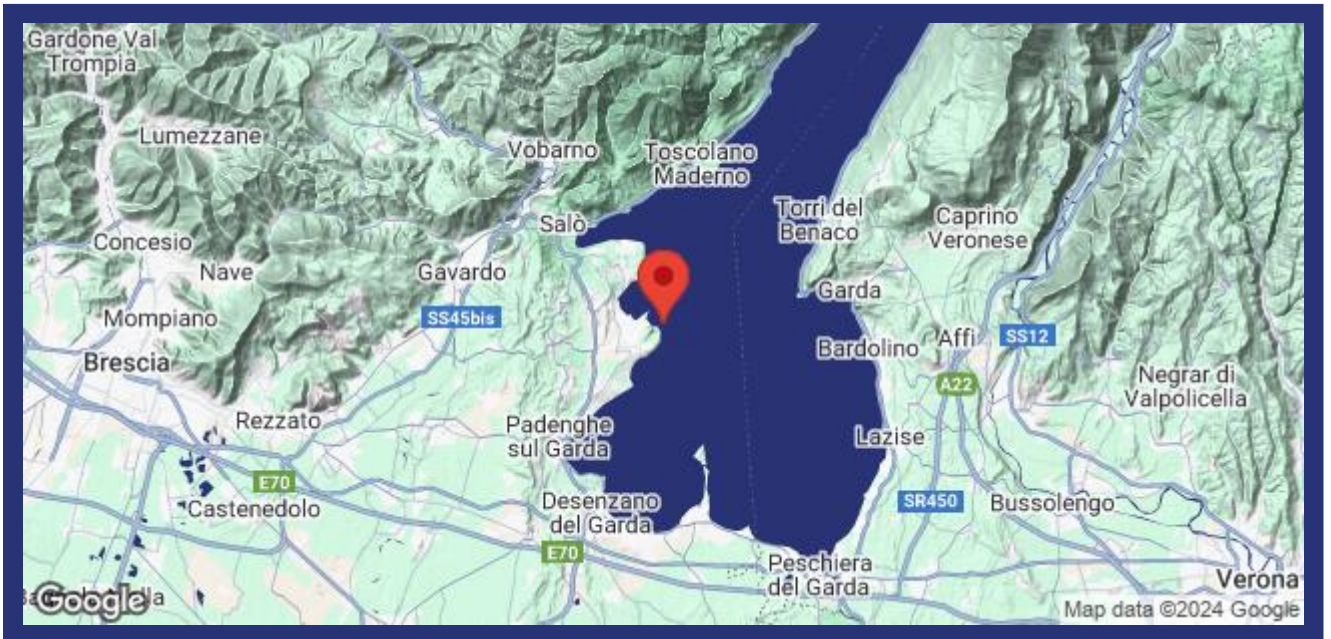 Gardone Val
Trompia
Lumezzane
Vobarno
Toscolano
Maderno
Salò
Torri del
Benaco
Caprino
Veronese
Concesio
Nave
Gavardo
Garda
Mompiano
SS45bis
Bardolino
Affi
SS12
Brescia
A22
Negrar di
Valpolicella
Rezzato
Padenghe
sul Garda
Lazise
E70
Castenedolo
Desenzano
del Garda
SR450
Bussolengo
E70
Peschiera
del Garda
Verona
Google
Map data ©2024 Google